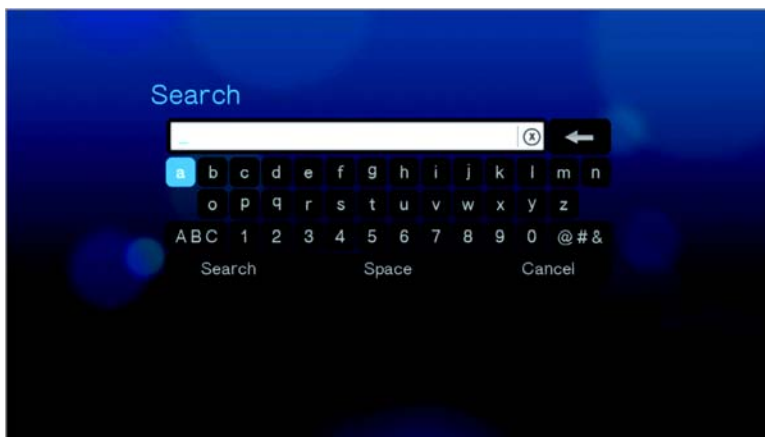 Search
_ x
a b c d e f g h i j k l m n
o p q r s t u v w x y z
ABC 1 2 3 4 5 6 7 8 9 0 @#&
Search Space Cancel